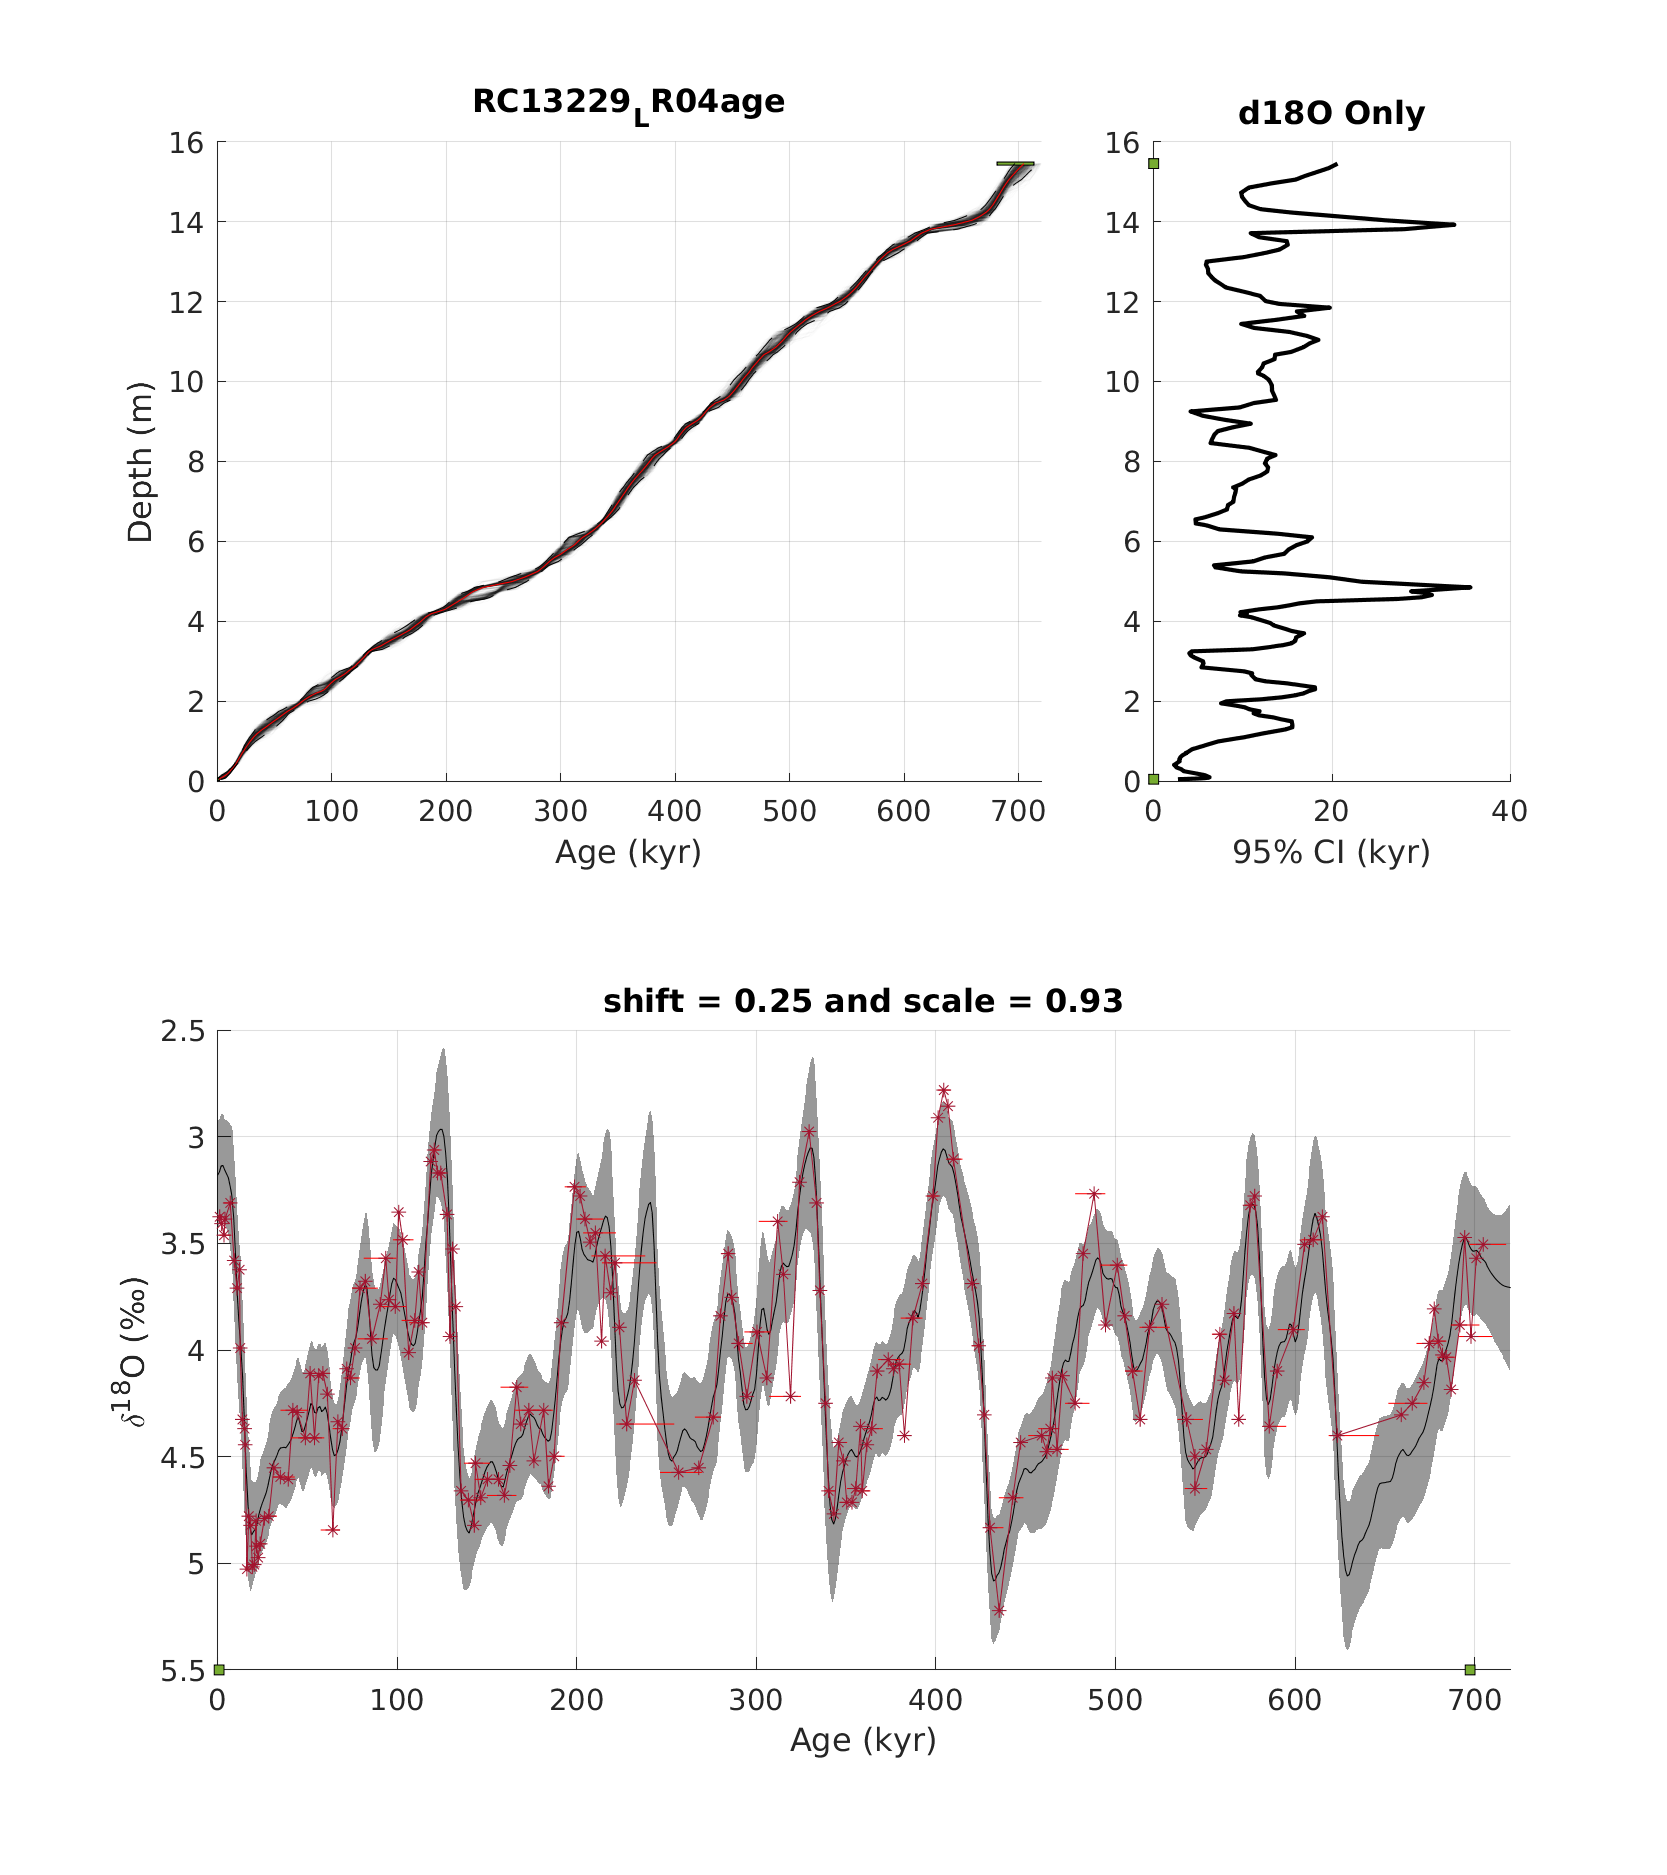 RC13229LR04age
16
14
12
10
8
6
4
2
0
0 100 200 300 400 500 600 700
Depth (m)
Age (kyr)
d18O Only
16
14
12
10
8
6
4
2
0
0 20 40
95% CI (kyr)
shift = 0.25 and scale = 0.93
2.5
3
3.5
4
4.5
5
5.5
0 100 200 300 400 500 600 700
δ18O (‰)
Age (kyr)